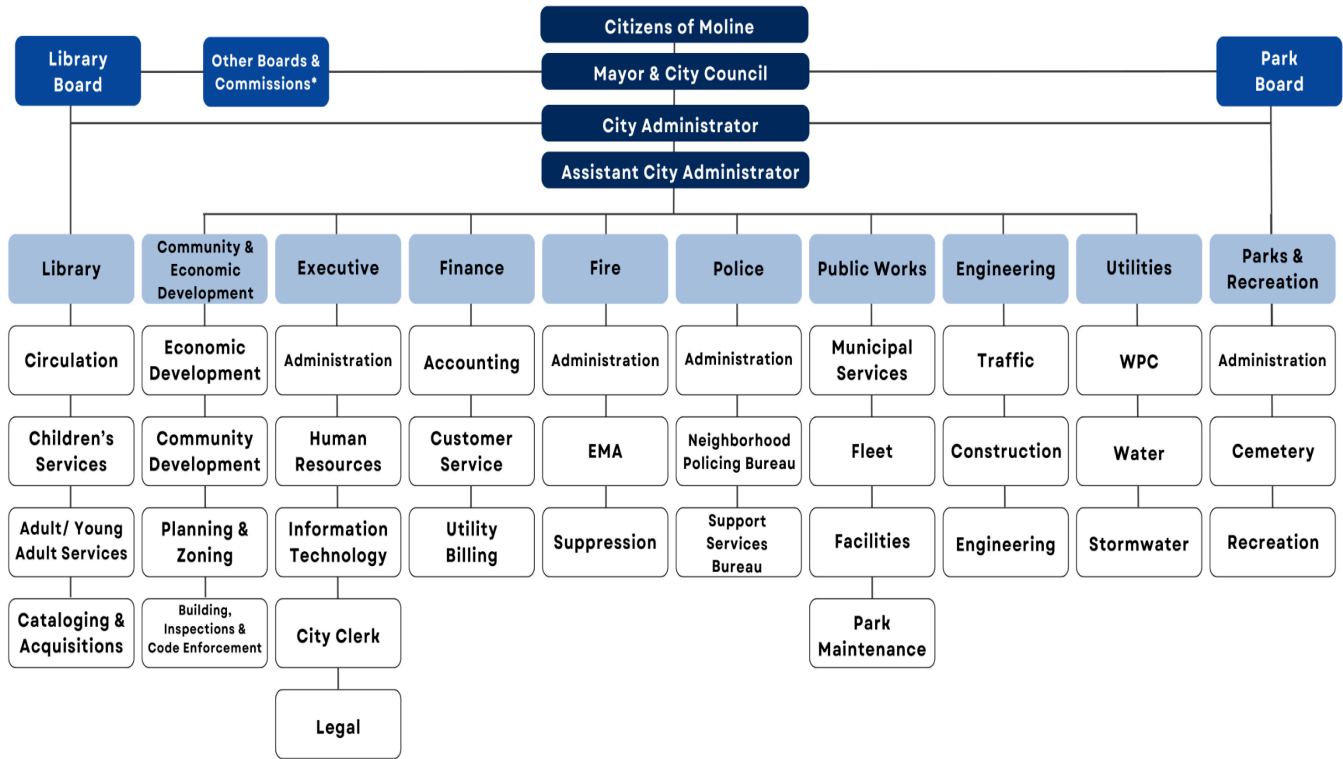 Citizens of Moline
Library
Board
Other Boards &
Commissions*
Mayor & City Council
Park
Board
City Administrator
Assistant City Administrator
Library
Community &
Economic
Development
Executive
Finance
Fire
Police
Public Works
Engineering
Utilities
Parks &
Recreation
Circulation
Economic
Development
Administration
Accounting
Administration
Administration
Municipal
Services
Traffic
WPC
Administration
Children's
Services
Community
Development
Human
Resources
Customer
Service
EMA
Neighborhood
Policing Bureau
Fleet
Construction
Water
Cemetery
Adult/ Young
Adult Services
Planning &
Zoning
Information
Technology
Utility
Billing
Suppression
Support
Services
Bureau
Facilities
Engineering
Stormwater
Recreation
Cataloging &
Acquisitions
Building,
Inspections &
Code Enforcement
City Clerk
Park
Maintenance
Legal